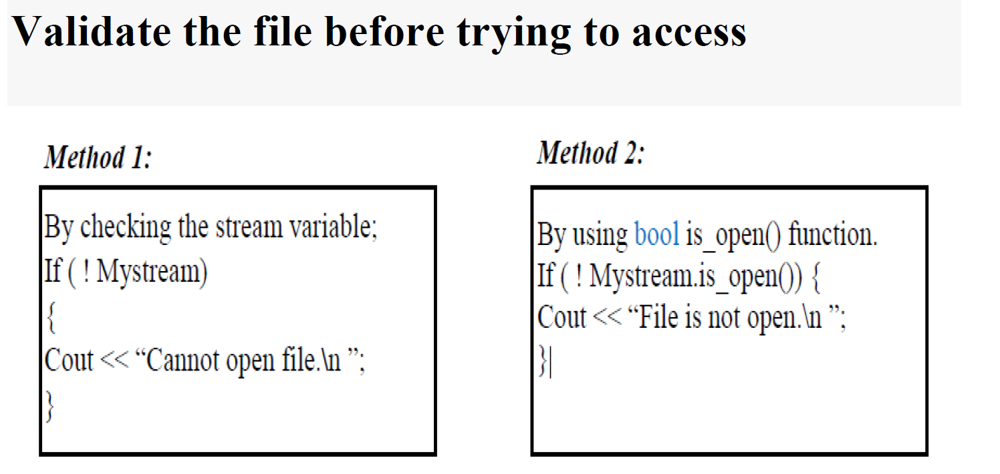 Validate the file before trying to access
Method 1:
By checking the stream variable;
If ( ! Mystream)
{
Cout << “Cannot open file.\n ”;
}
Method 2:
By using bool is_open() function.
If ( ! Mystream.is_open()) {
Cout << “File is not open.\n ”;
}|